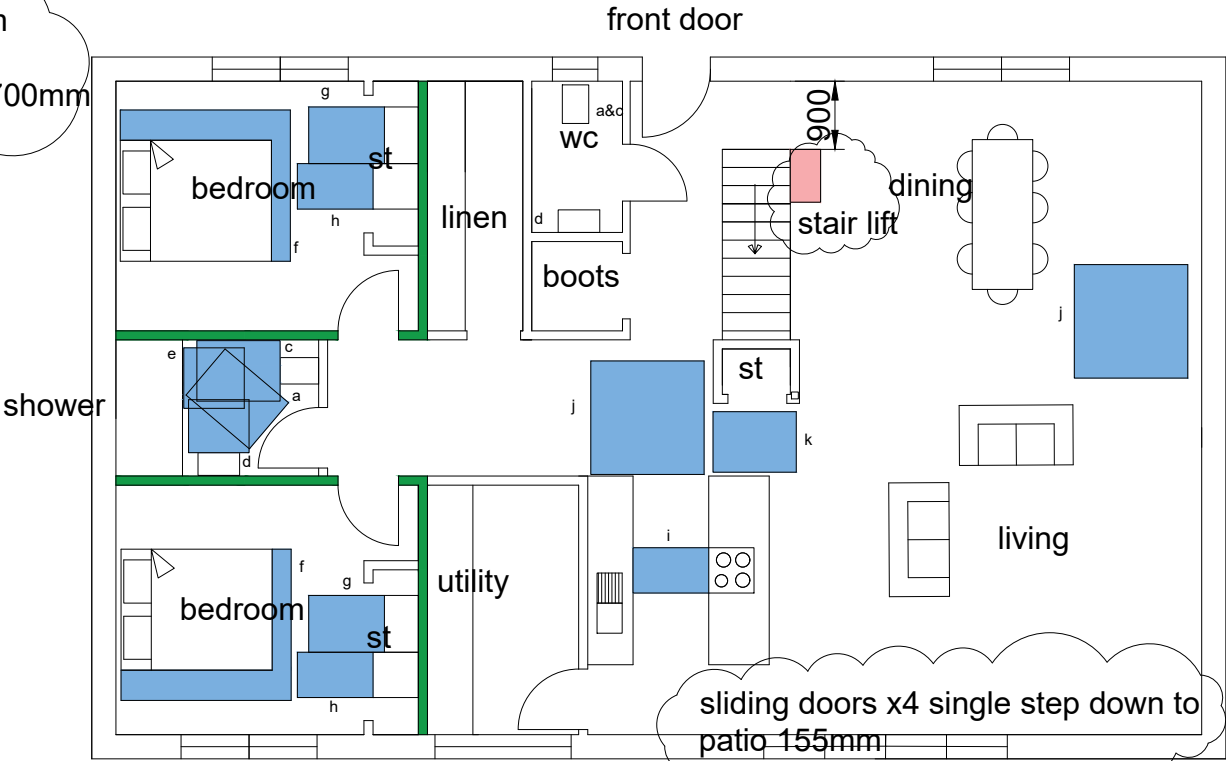 front door
n
700mm
g
900
a&c
wc
st
bedroom
dining
h
d
linen
stair lift
f
boots
j
e
c
st
a
shower
j
k
d
i
living
f
g
utility
bedroom
st
h
sliding doors x4 single step down to
patio 155mm